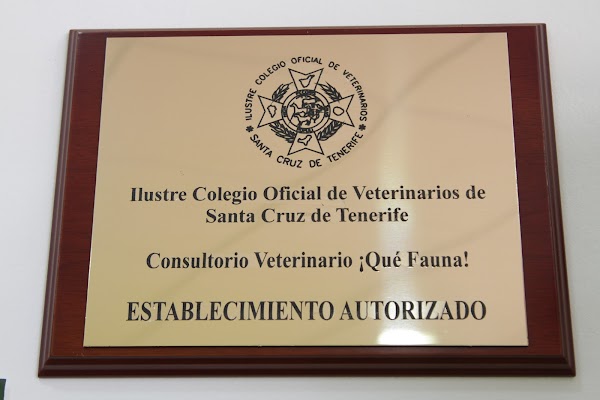 ILUSTRE COLEGIO OFICIAL DE VETERINARIOS
* SANTA CRUZ DE TENERIFE *
Ilustre Colegio Oficial de Veterinarios de
Santa Cruz de Tenerife
Consultorio Veterinario ¡Qué Fauna!
ESTABLECIMIENTO AUTORIZADO